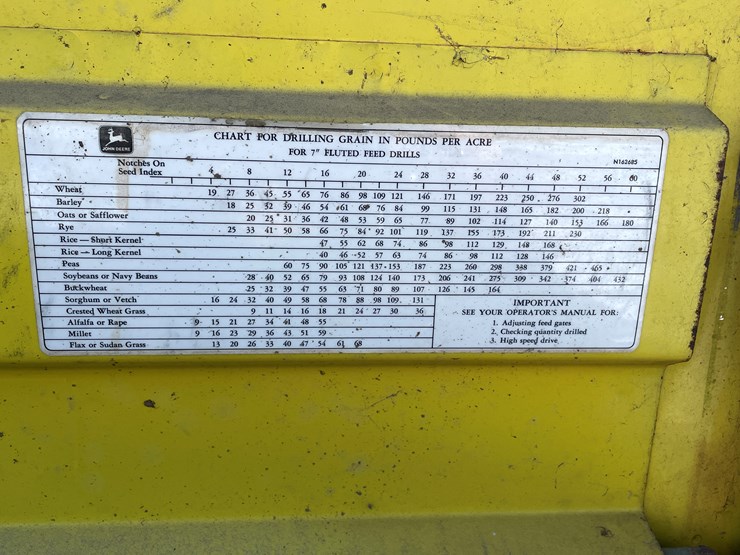 JOHN DEERE
CHART FOR DRILLING GRAIN IN POUNDS PER ACRE
FOR 7" FLUTED FEED DRILLS
N162685
Notches On
Seed Index 4 8 12 16 20 24 28 32 36 40 44 48 52 56 60
Wheat 19 27 36 45 55 65 76 86 98 109 121 146 171 197 223 250 276 302
Barley 18 25 32 39 46 54 61 68 76 84 99 115 131 148 165 182 200 218
Oats or Safflower 20 25 31 36 42 48 53 59 65 77 89 102 114 127 140 153 166 180
Rye 25 33 41 50 58 66 75 84 92 101 119 137 155 173 192 211 230
Rice — Short Kernel 47 55 62 68 74 86 98 112 129 148 168
Rice — Long Kernel 40 46 52 57 63 74 86 98 112 128 146
Peas 60 75 90 105 121 137 153 187 223 260 298 338 379 421 465
Soybeans or Navy Beans 28 40 52 65 79 93 108 124 140 173 206 241 275 309 342 374 404 432
Buckwheat 25 32 39 47 55 63 71 80 89 107 126 145 164
Sorghum or Vetch 16 24 32 40 49 58 68 78 88 98 109 131
Crested Wheat Grass 9 11 14 16 18 21 24 27 30 36
Alfalfa or Rape 9 15 21 27 34 41 48 55
Millet 9 16 23 29 36 43 51 59
Flax or Sudan Grass 13 20 26 33 40 47 54 61 68
IMPORTANT
SEE YOUR OPERATOR'S MANUAL FOR:
1. Adjusting feed gates
2. Checking quantity drilled
3. High speed drive